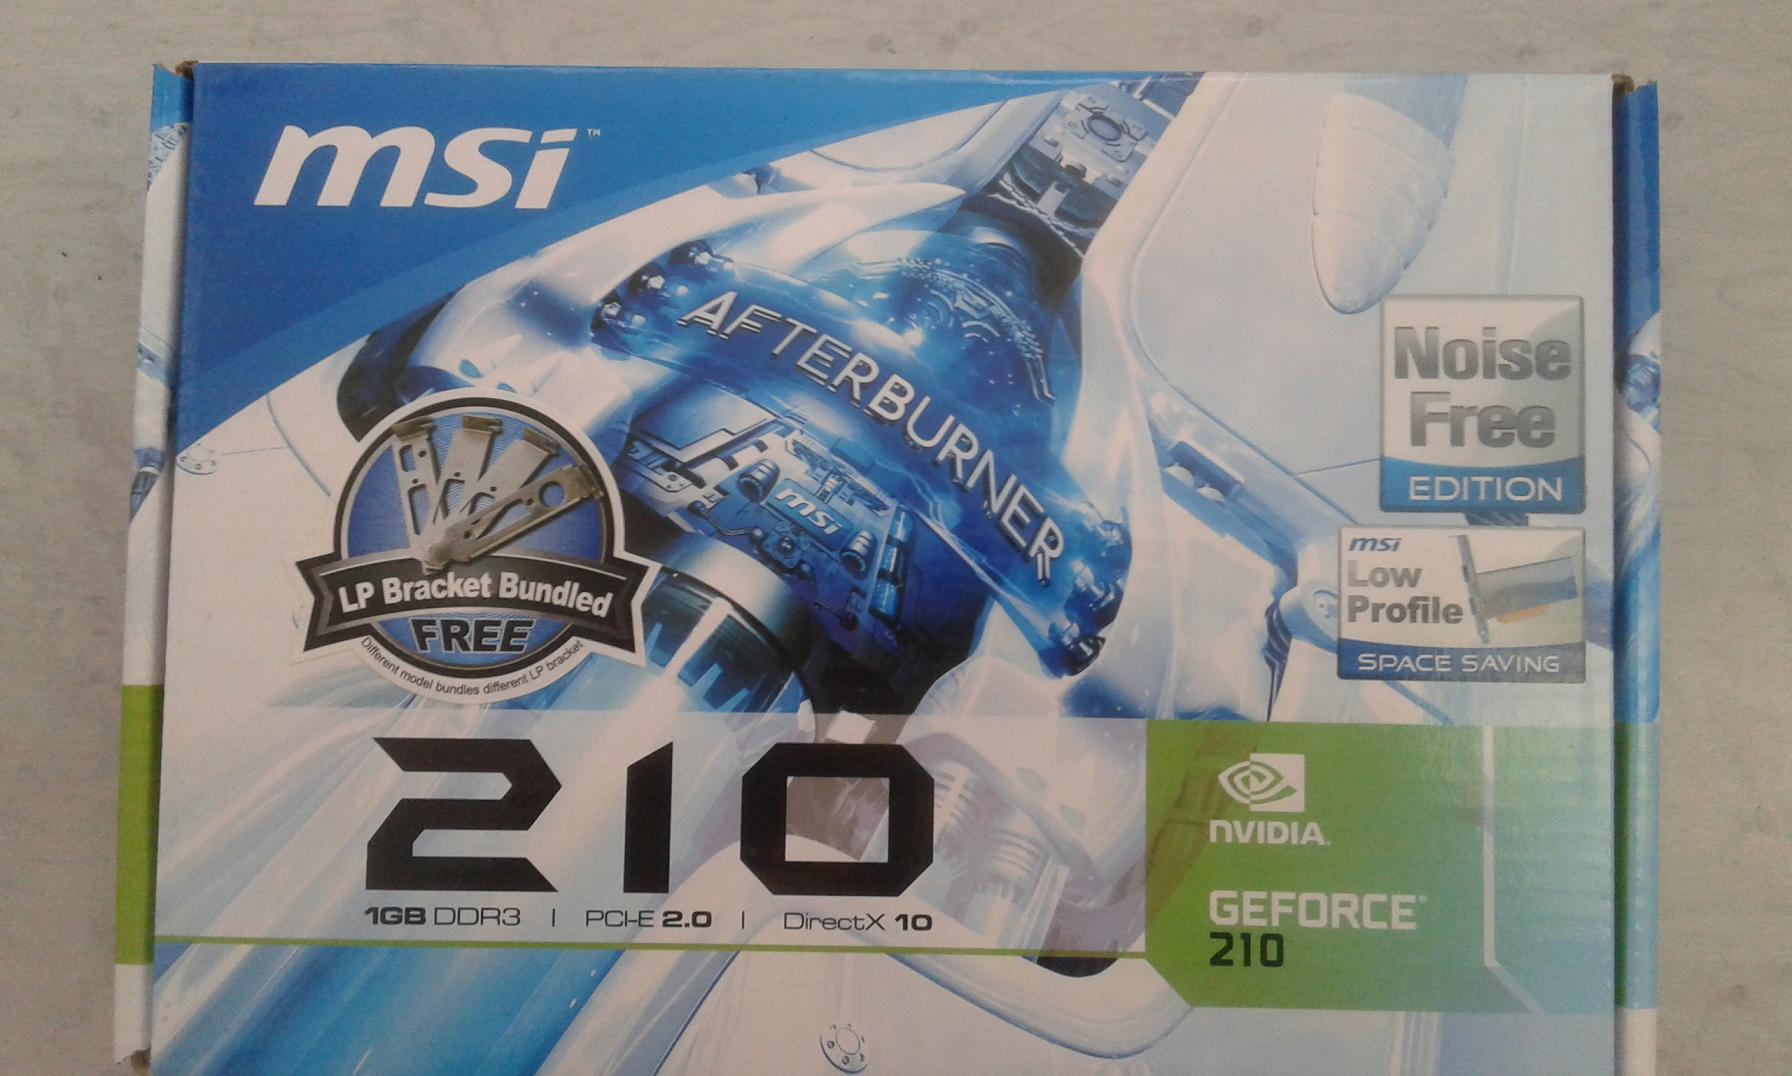 msi™
AFTERBURNER
msi
Noise
Free
EDITION
msi
Low
Profile
SPACE SAVING
LP Bracket Bundled
FREE
Different model bundles different LP bracket
210
1GB DDR3 | PCI-E 2.0 | DirectX 10
NVIDIA.
GEFORCE®
210